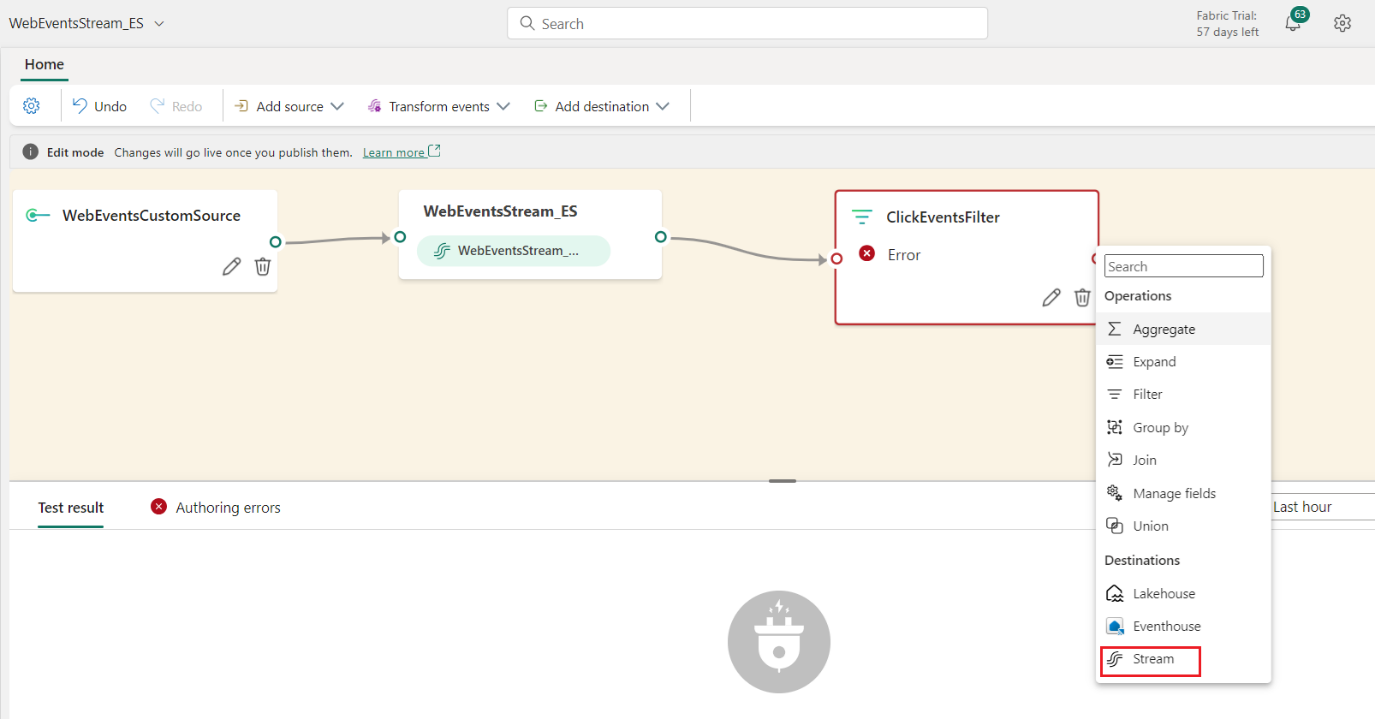 WebEventsStream_ES
Search
Fabric Trial:
57 days left
63
Home
Undo
Redo
Add source
Transform events
Add destination
Edit mode Changes will go live once you publish them. Learn more
WebEventsCustomSource
WebEventsStream_ES
WebEventsStream_...
ClickEventsFilter
Error
Search
Operations
Aggregate
Expand
Filter
Group by
Join
Manage fields
Union
Destinations
Lakehouse
Eventhouse
Stream
Test result
Authoring errors
Last hour